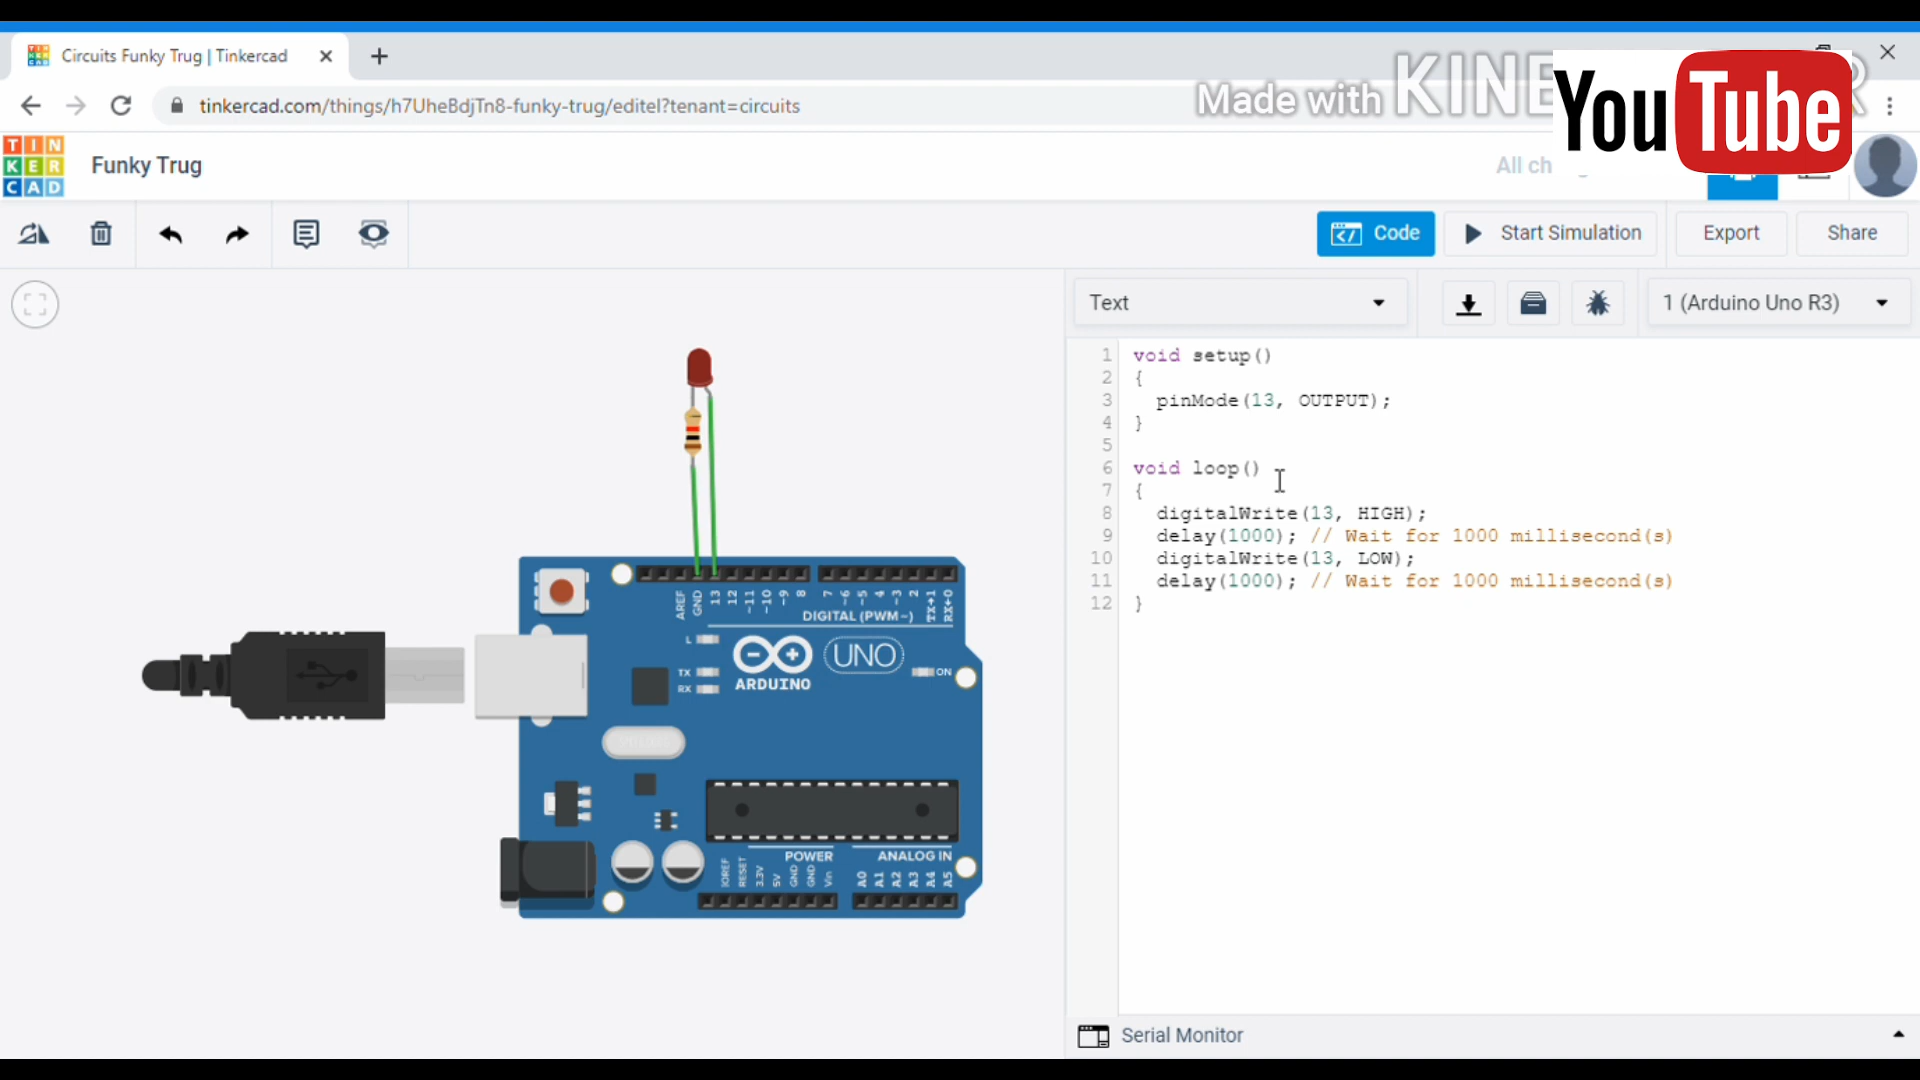 Circuits Funky Trug | Tinkercad
tinkercad.com/things/h7UheBdjTn8-funky-trug/editel?tenant=circuits
Made with KINE R
YouTube
TIN
KER
CAD
Funky Trug
All ch
Code
Start Simulation
Export
Share
Text
1 (Arduino Uno R3)
1 void setup()
2 {
3 pinMode(13, OUTPUT);
4 }
5
6 void loop()
7 {
8 digitalWrite(13, HIGH);
9 delay(1000); // Wait for 1000 millisecond(s)
10 digitalWrite(13, LOW);
11 delay(1000); // Wait for 1000 millisecond(s)
12 }
AREF GND 13 12 ~11 ~10 ~9 8 7 ~6 ~5 4 ~3 2 TX→1 RX←0
DIGITAL (PWM~)
L
TX
RX
UNO
ARDUINO
ON
POWER
ANALOG IN
IOREF RESET 3.3V 5V GND GND Vin A0 A1 A2 A3 A4 A5
Serial Monitor